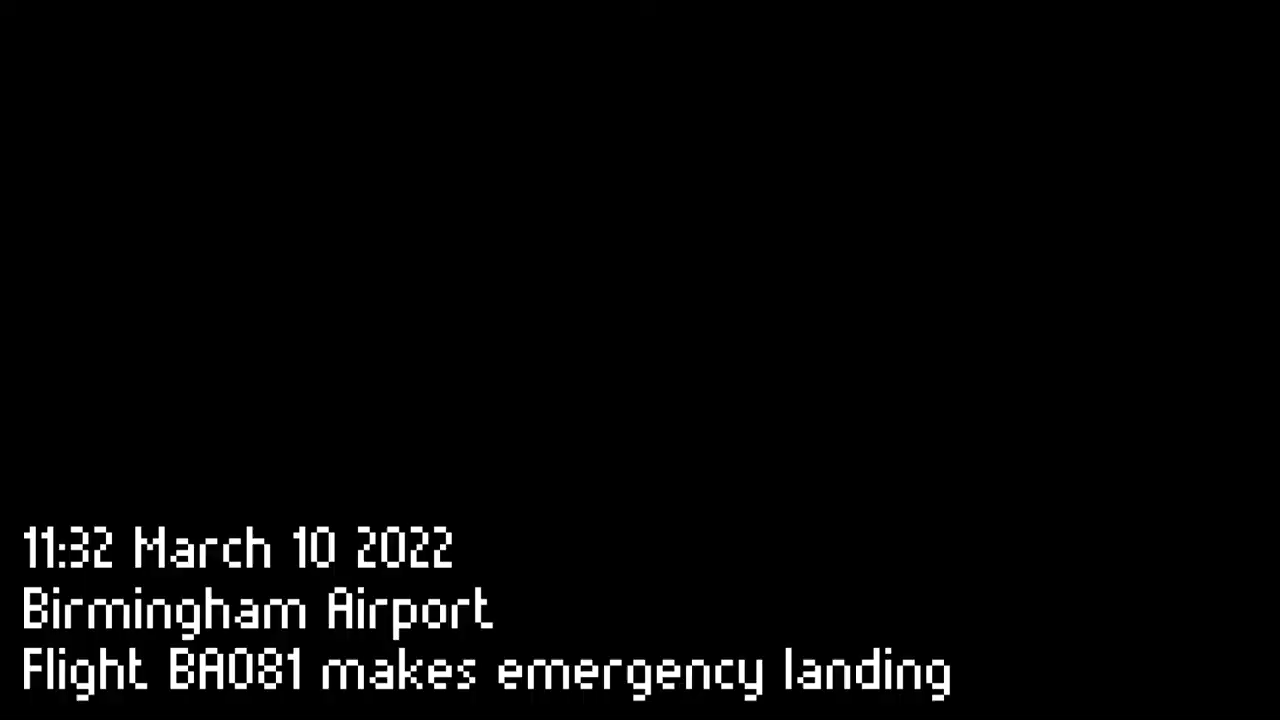 11:32 March 10 2022
Birmingham Airport
Flight BA081 makes emergency landing